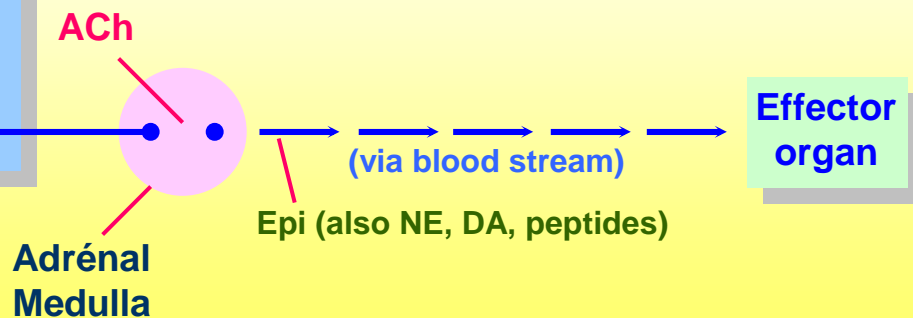 ACh
Effector
organ
(via blood stream)
Epi (also NE, DA, peptides)
Adrénal
Medulla